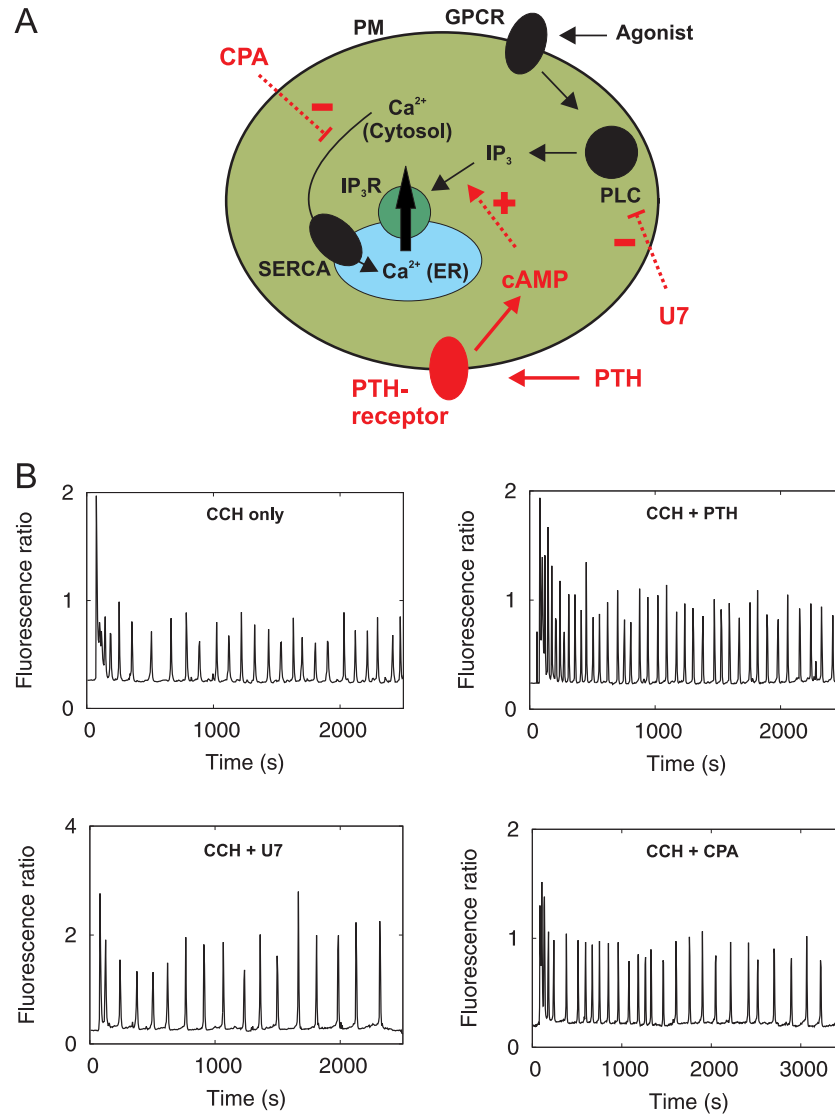 A
PM
GPCR
Agonist
CPA
Ca²⁺
(Cytosol)
IP₃
IP₃R
PLC
SERCA
Ca²⁺ (ER)
cAMP
U7
PTH-
receptor
PTH
B
CCH only
Fluorescence ratio
2
1
0
0
1000
2000
Time (s)
CCH + PTH
Fluorescence ratio
2
1
0
0
1000
2000
Time (s)
CCH + U7
Fluorescence ratio
4
2
0
0
1000
2000
Time (s)
CCH + CPA
Fluorescence ratio
2
1
0
0
1000
2000
3000
Time (s)